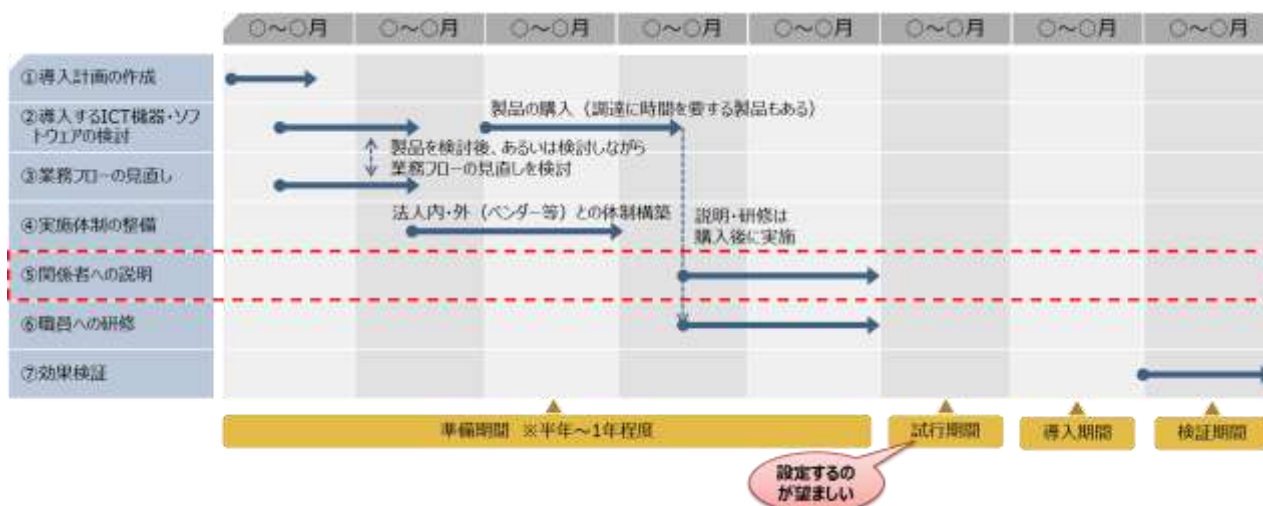 ○～○月 ○～○月 ○～○月 ○～○月 ○～○月 ○～○月 ○～○月 ○～○月
①導入計画の作成
②導入するICT機器・ソフ
トウェアの検討
製品の購入（調達に時間を要する製品もある）
製品を検討後、あるいは検討しながら
業務フローの見直しを検討
③業務フローの見直し
④実施体制の整備
法人内・外（ベンダー等）との体制構築
説明・研修は
購入後に実施
⑤関係者への説明
⑥職員への研修
⑦効果検証
準備期間 ※半年～1年程度
試行期間
導入期間
検証期間
設定するの
が望ましい